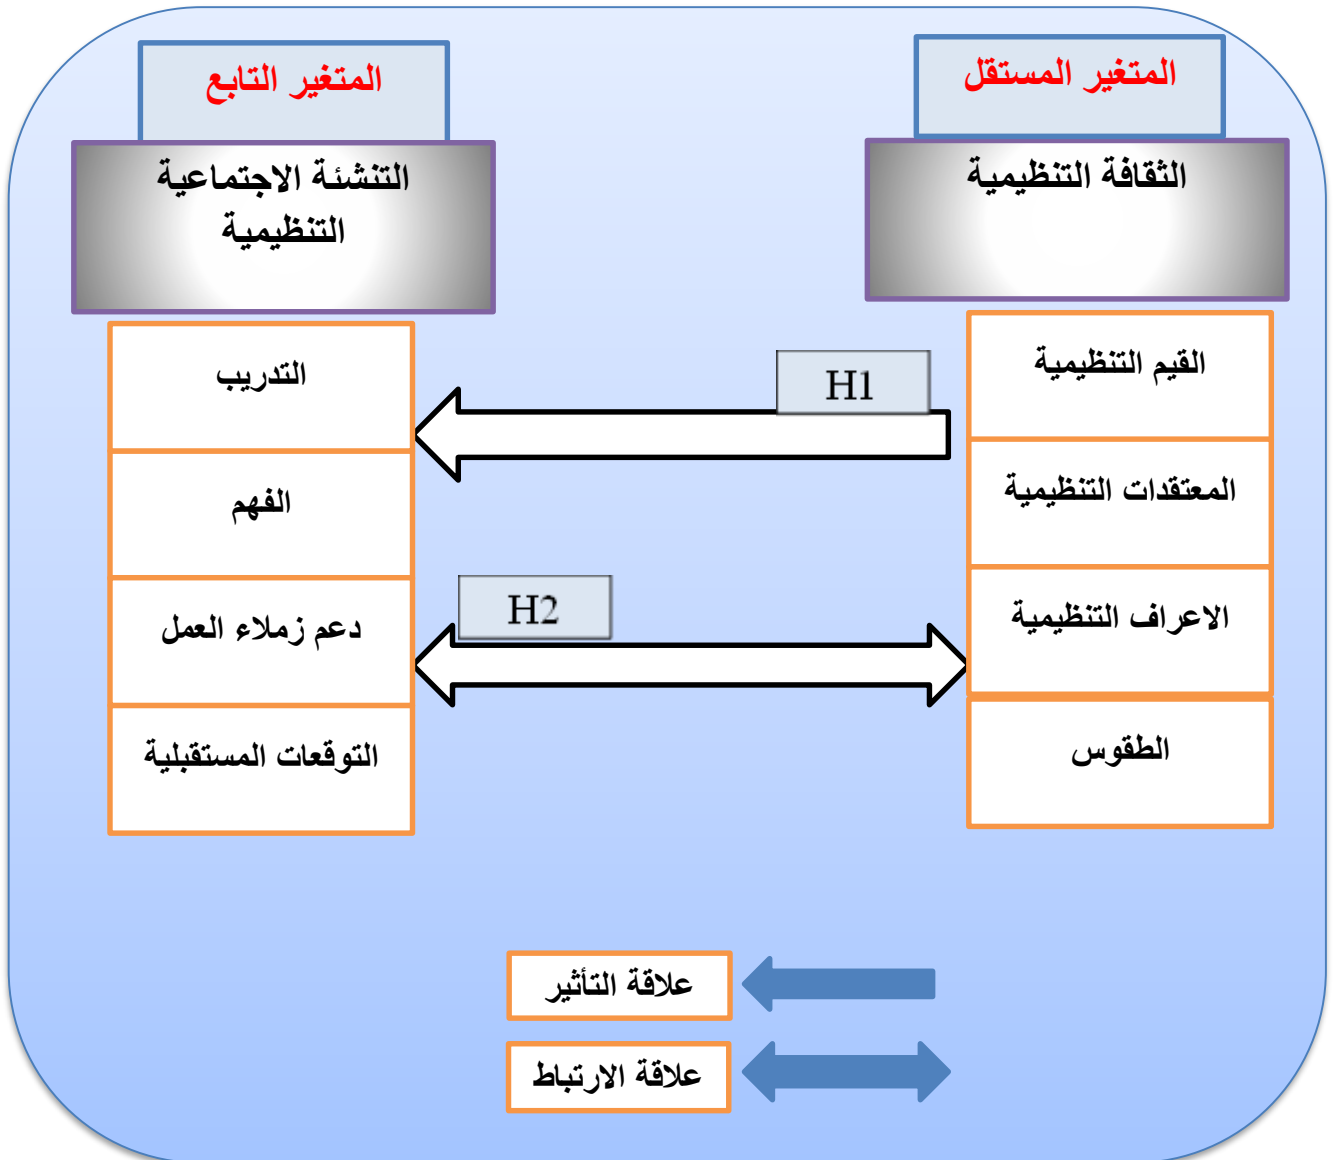 المتغير المستقل
المتغير التابع
الثقافة التنظيمية
التنشئة الاجتماعية
التنظيمية
القيم التنظيمية
المعتقدات التنظيمية
الاعراف التنظيمية
الطقوس
H1
H2
التدريب
الفهم
دعم زملاء العمل
التوقعات المستقبلية
علاقة التأثير
علاقة الارتباط